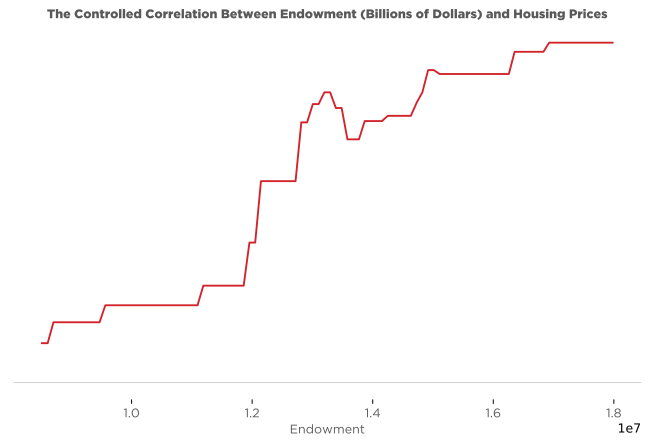 The Controlled Correlation Between Endowment (Billions of Dollars) and Housing Prices
1.0 1.2 1.4 1.6 1.8
Endowment
1e7